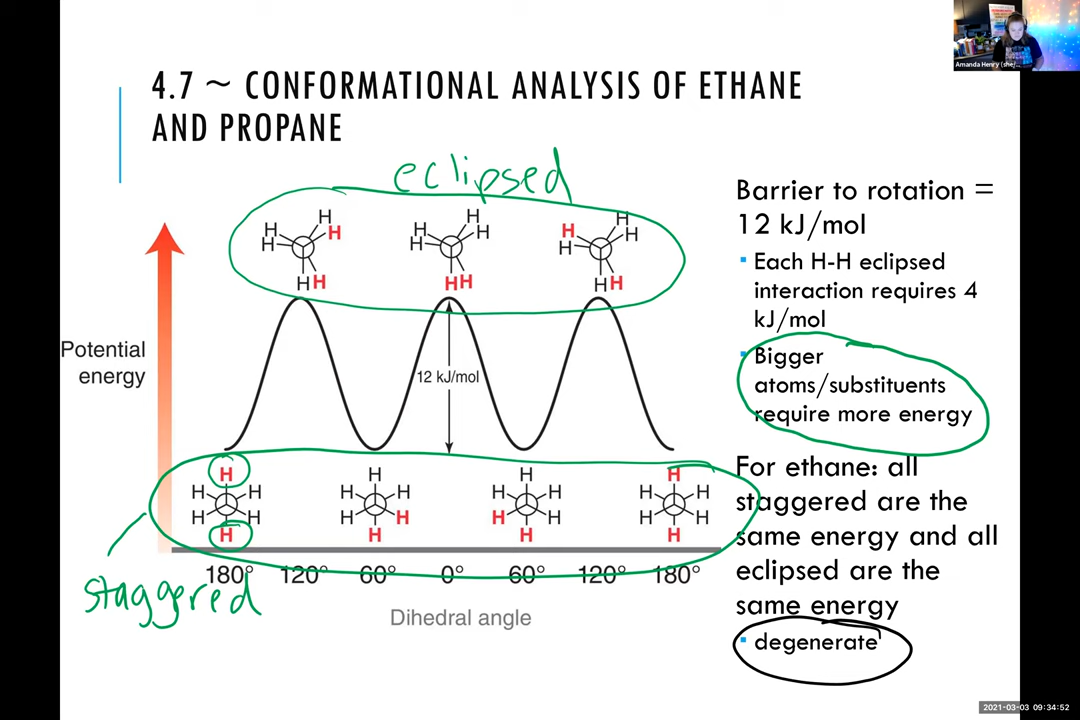 Amanda Henry (she/...
4.7 ~ CONFORMATIONAL ANALYSIS OF ETHANE
AND PROPANE
eclipsed
H H H H H H
H H H H H H
H H H H H H
Potential
energy
12 kJ/mol
H H H H
H H H H H H H H
H H H H H H H H
H H H H
180° 120° 60° 0° 60° 120° 180°
Dihedral angle
staggered
Barrier to rotation =
12 kJ/mol
Each H-H eclipsed
interaction requires 4
kJ/mol
Bigger
atoms/substituents
require more energy
For ethane: all
staggered are the
same energy and all
eclipsed are the
same energy
degenerate
2021-03-03 09:34:52